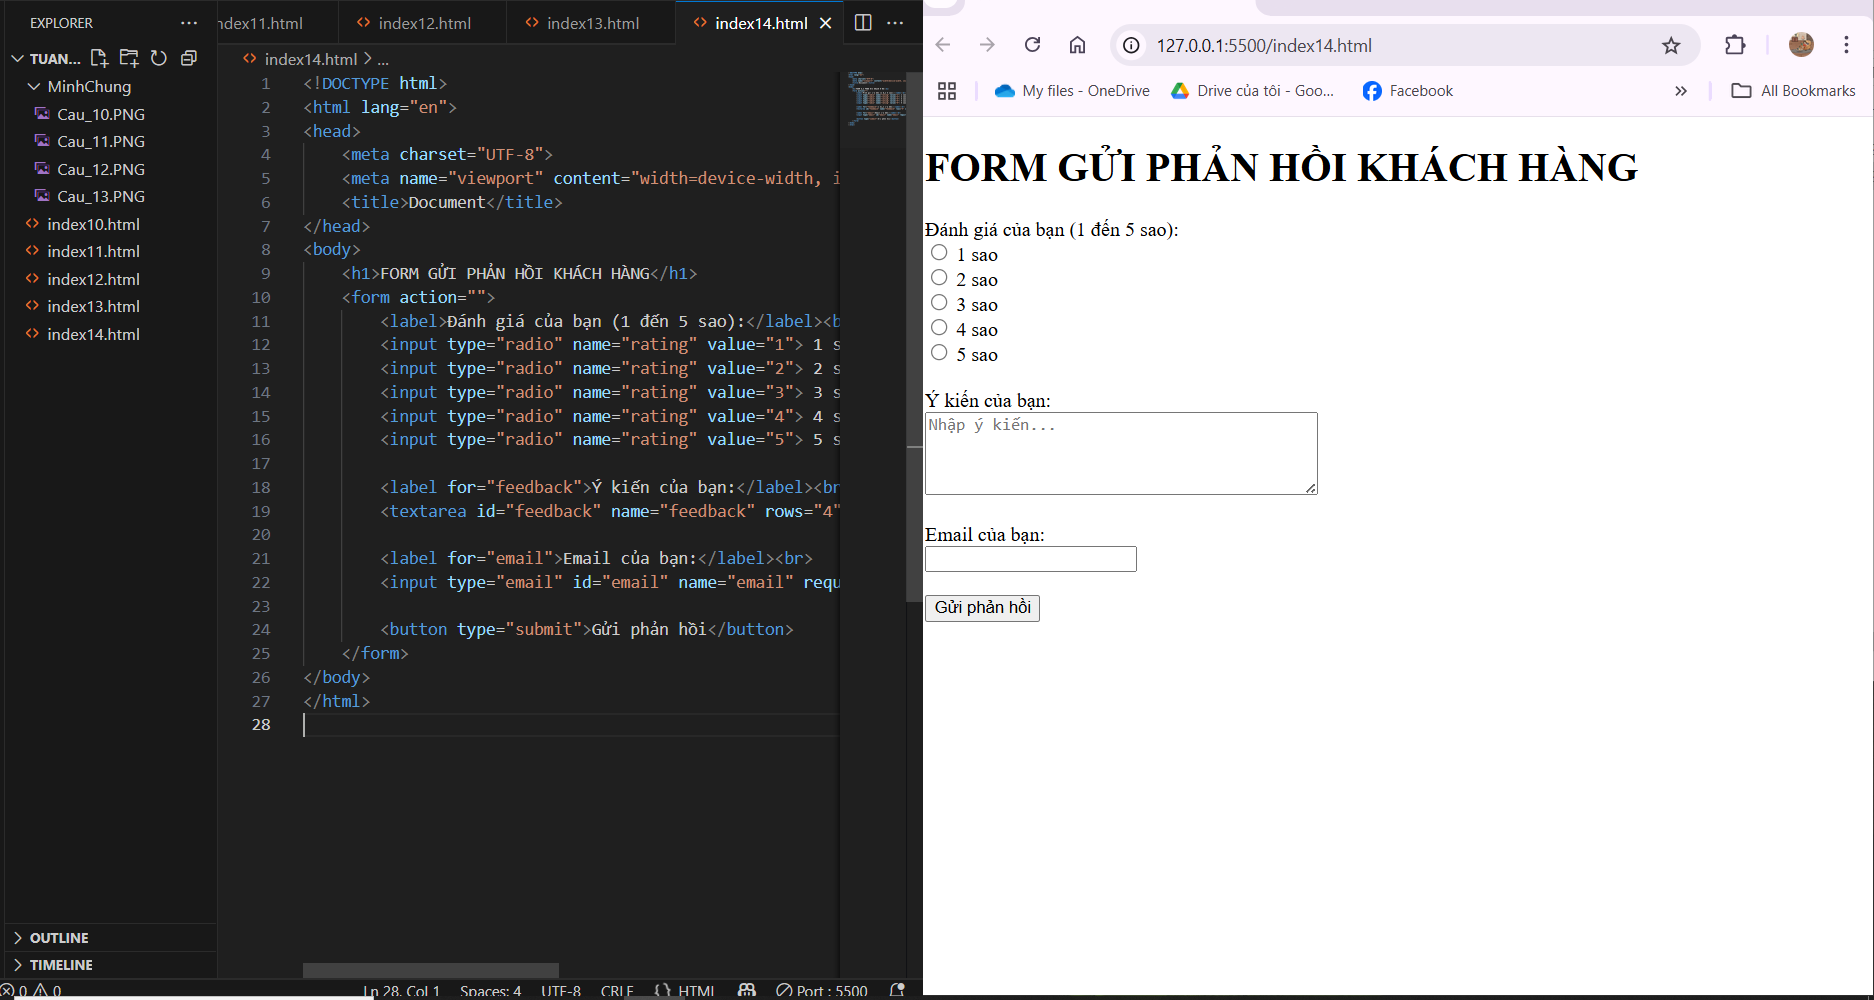 EXPLORER
TUAN...
MinhChung
Cau_10.PNG
Cau_11.PNG
Cau_12.PNG
Cau_13.PNG
index10.html
index11.html
index12.html
index13.html
index14.html
OUTLINE
TIMELINE
ndex11.html
index12.html
index13.html
index14.html
index14.html > ...
1 <!DOCTYPE html>
2 <html lang="en">
3 <head>
4 <meta charset="UTF-8">
5 <meta name="viewport" content="width=device-width, i
6 <title>Document</title>
7 </head>
8 <body>
9 <h1>FORM GỬI PHẢN HỒI KHÁCH HÀNG</h1>
10 <form action="">
11 <label>Đánh giá của bạn (1 đến 5 sao):</label><b
12 <input type="radio" name="rating" value="1"> 1 s
13 <input type="radio" name="rating" value="2"> 2 s
14 <input type="radio" name="rating" value="3"> 3 s
15 <input type="radio" name="rating" value="4"> 4 s
16 <input type="radio" name="rating" value="5"> 5 s
17
18 <label for="feedback">Ý kiến của bạn:</label><br
19 <textarea id="feedback" name="feedback" rows="4"
20
21 <label for="email">Email của bạn:</label><br>
22 <input type="email" id="email" name="email" requ
23
24 <button type="submit">Gửi phản hồi</button>
25 </form>
26 </body>
27 </html>
28
0 0
Ln 28, Col 1
Spaces: 4
UTF-8
CRLF
{} HTML
Port : 5500
127.0.0.1:5500/index14.html
My files - OneDrive
Drive của tôi - Goo...
Facebook
All Bookmarks
FORM GỬI PHẢN HỒI KHÁCH HÀNG
Đánh giá của bạn (1 đến 5 sao):
1 sao
2 sao
3 sao
4 sao
5 sao
Ý kiến của bạn:
Nhập ý kiến...
Email của bạn:
Gửi phản hồi